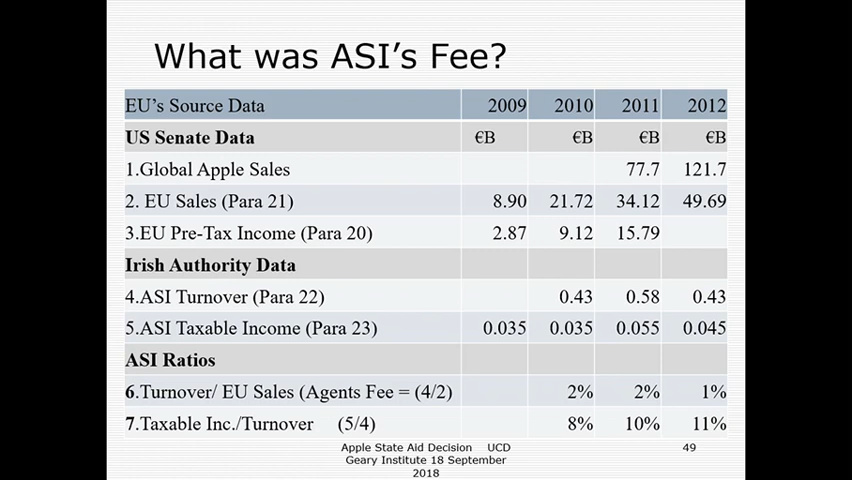 What was ASI's Fee?
EU's Source Data 2009 2010 2011 2012
US Senate Data €B €B €B €B
1.Global Apple Sales 77.7 121.7
2. EU Sales (Para 21) 8.90 21.72 34.12 49.69
3.EU Pre-Tax Income (Para 20) 2.87 9.12 15.79
Irish Authority Data
4.ASI Turnover (Para 22) 0.43 0.58 0.43
5.ASI Taxable Income (Para 23) 0.035 0.035 0.055 0.045
ASI Ratios
6.Turnover/ EU Sales (Agents Fee = (4/2) 2% 2% 1%
7.Taxable Inc./Turnover (5/4) 8% 10% 11%
Apple State Aid Decision UCD
Geary Institute 18 September
2018
49